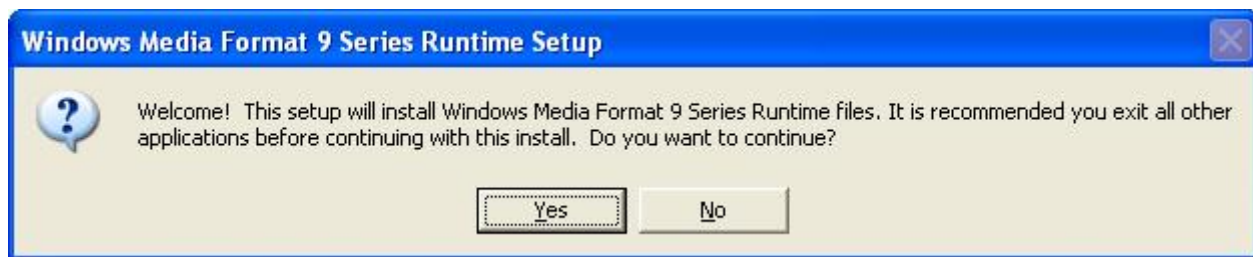 Windows Media Format 9 Series Runtime Setup
Welcome!  This setup will install Windows Media Format 9 Series Runtime files. It is recommended you exit all other
applications before continuing with this install.  Do you want to continue?
Yes
No